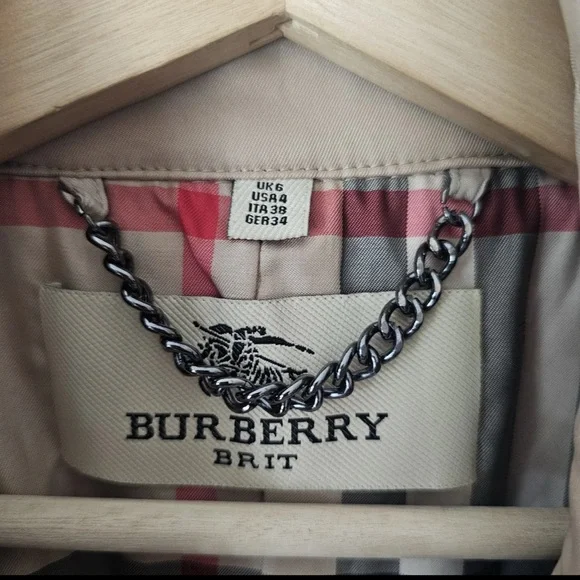 UK6
USA4
ITA38
GER34
BURBERRY
BRIT